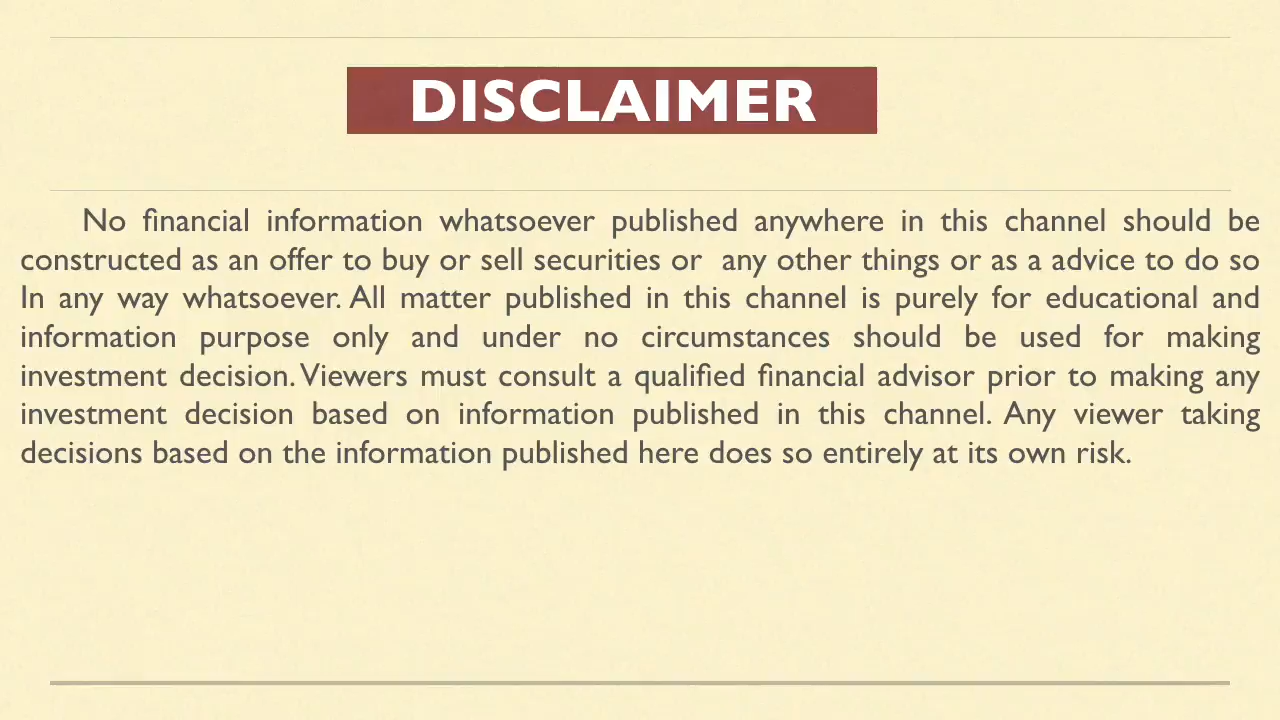 DISCLAIMER
No financial information whatsoever published anywhere in this channel should be
constructed as an offer to buy or sell securities or any other things or as a advice to do so
In any way whatsoever. All matter published in this channel is purely for educational and
information purpose only and under no circumstances should be used for making
investment decision. Viewers must consult a qualified financial advisor prior to making any
investment decision based on information published in this channel. Any viewer taking
decisions based on the information published here does so entirely at its own risk.